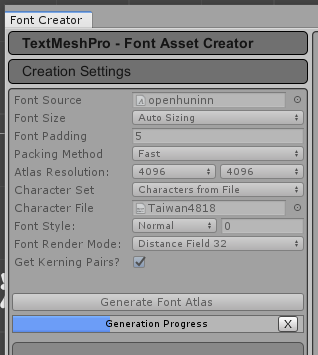 Font Creator
TextMeshPro - Font Asset Creator
Creation Settings
Font Source openhuninn
Font Size Auto Sizing
Font Padding 5
Packing Method Fast
Atlas Resolution: 4096 4096
Character Set Characters from File
Character File Taiwan4818
Font Style: Normal 0
Font Render Mode: Distance Field 32
Get Kerning Pairs?
Generate Font Atlas
Generation Progress X